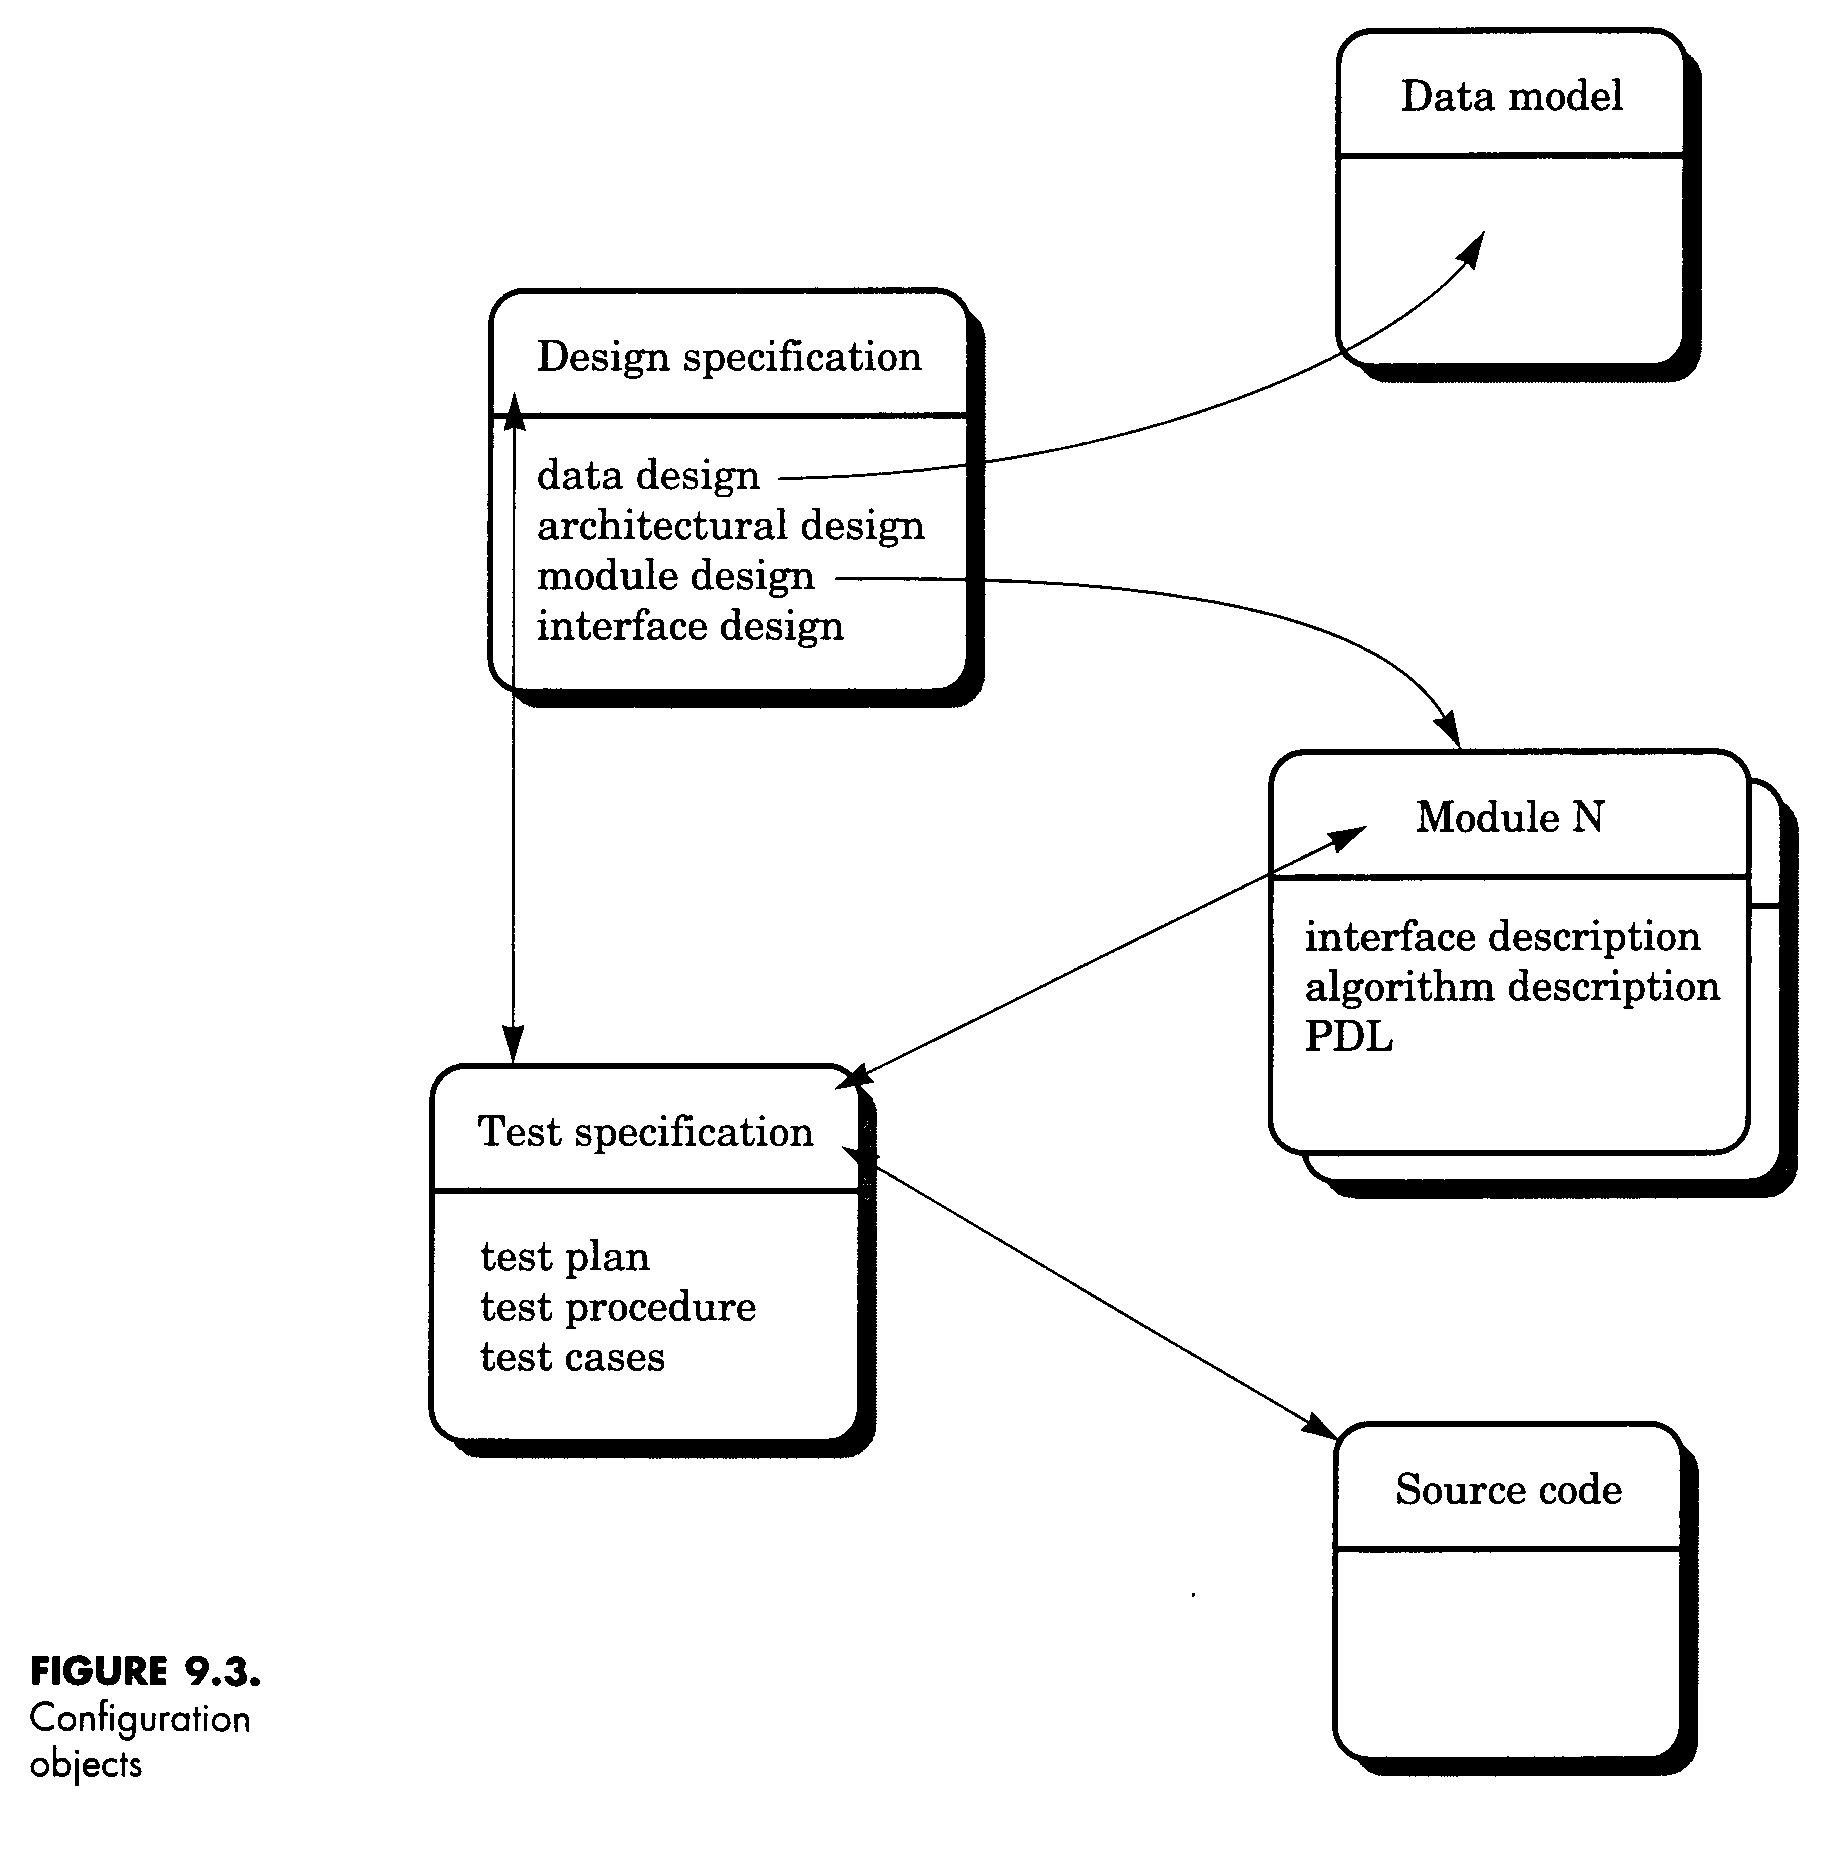 Data model
Design specification
data design
architectural design
module design
interface design
Module N
interface description
algorithm description
PDL
Test specification
test plan
test procedure
test cases
Source code
FIGURE 9.3.
Configuration
objects